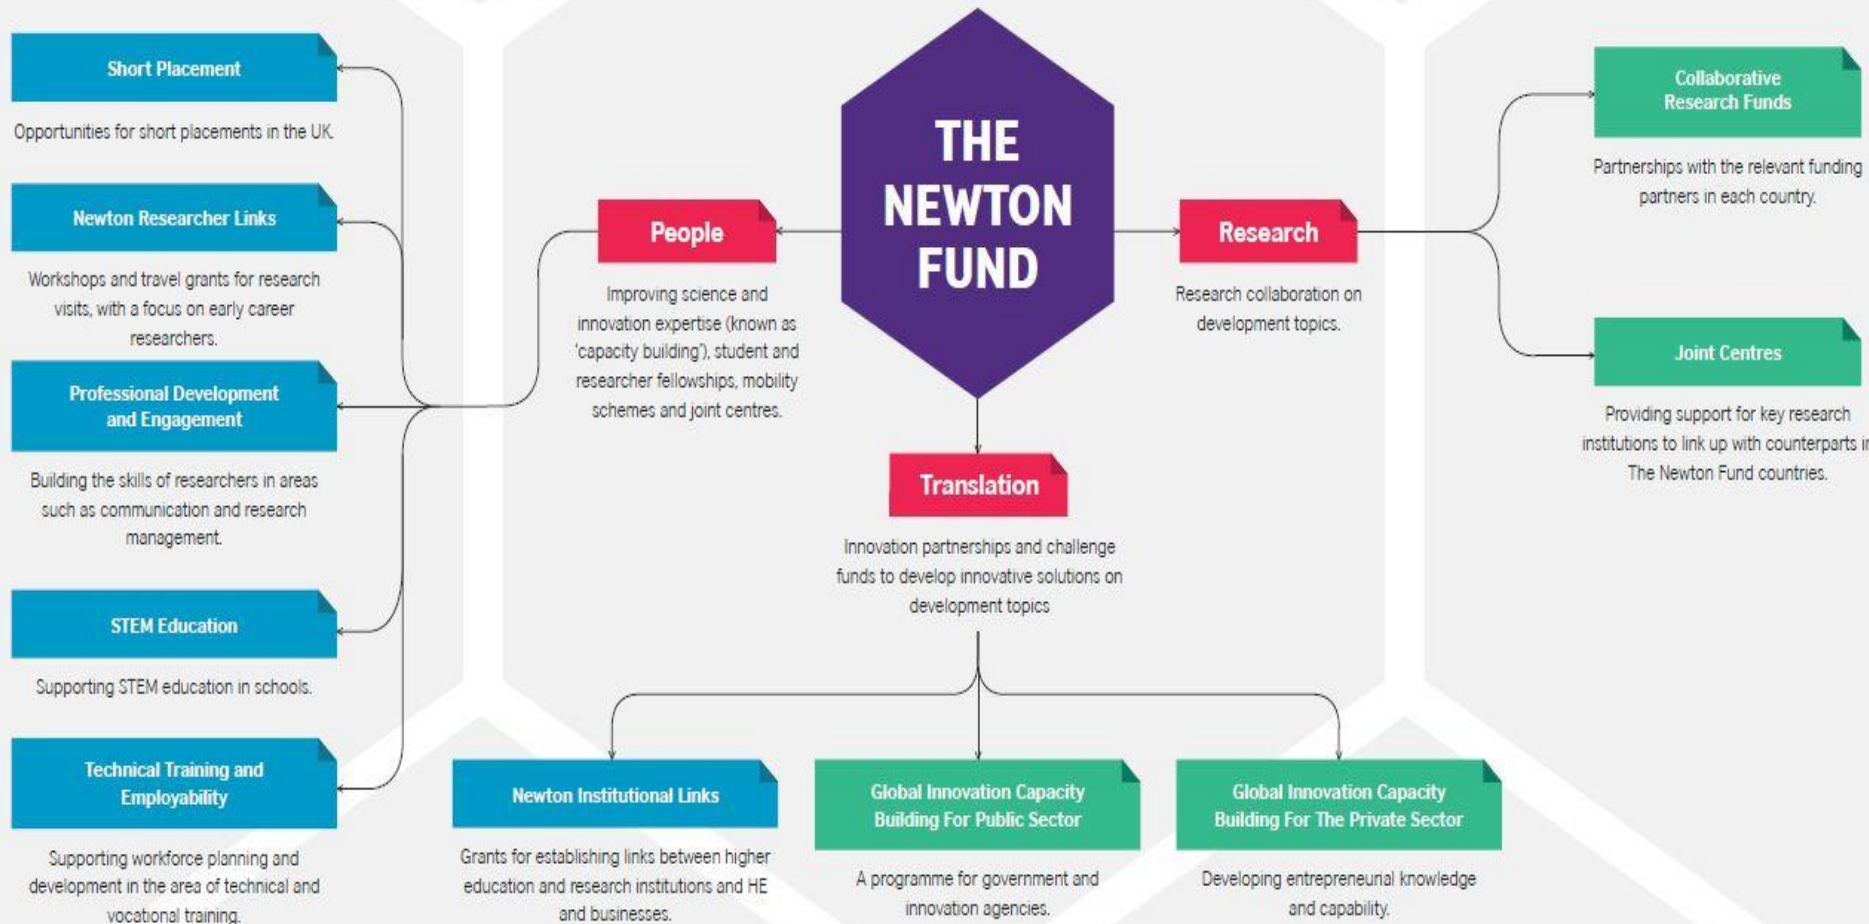 THE
NEWTON
FUND
People
Improving science and
innovation expertise (known as
'capacity building'), student and
researcher fellowships, mobility
schemes and joint centres.
Short Placement
Opportunities for short placements in the UK.
Newton Researcher Links
Workshops and travel grants for research
visits, with a focus on early career
researchers.
Professional Development
and Engagement
Building the skills of researchers in areas
such as communication and research
management.
STEM Education
Supporting STEM education in schools.
Technical Training and
Employability
Supporting workforce planning and
development in the area of technical and
vocational training.
Research
Research collaboration on
development topics.
Collaborative
Research Funds
Partnerships with the relevant funding
partners in each country.
Joint Centres
Providing support for key research
institutions to link up with counterparts in
The Newton Fund countries.
Translation
Innovation partnerships and challenge
funds to develop innovative solutions on
development topics
Newton Institutional Links
Grants for establishing links between higher
education and research institutions and HE
and businesses.
Global Innovation Capacity
Building For Public Sector
A programme for government and
innovation agencies.
Global Innovation Capacity
Building For The Private Sector
Developing entrepreneurial knowledge
and capability.